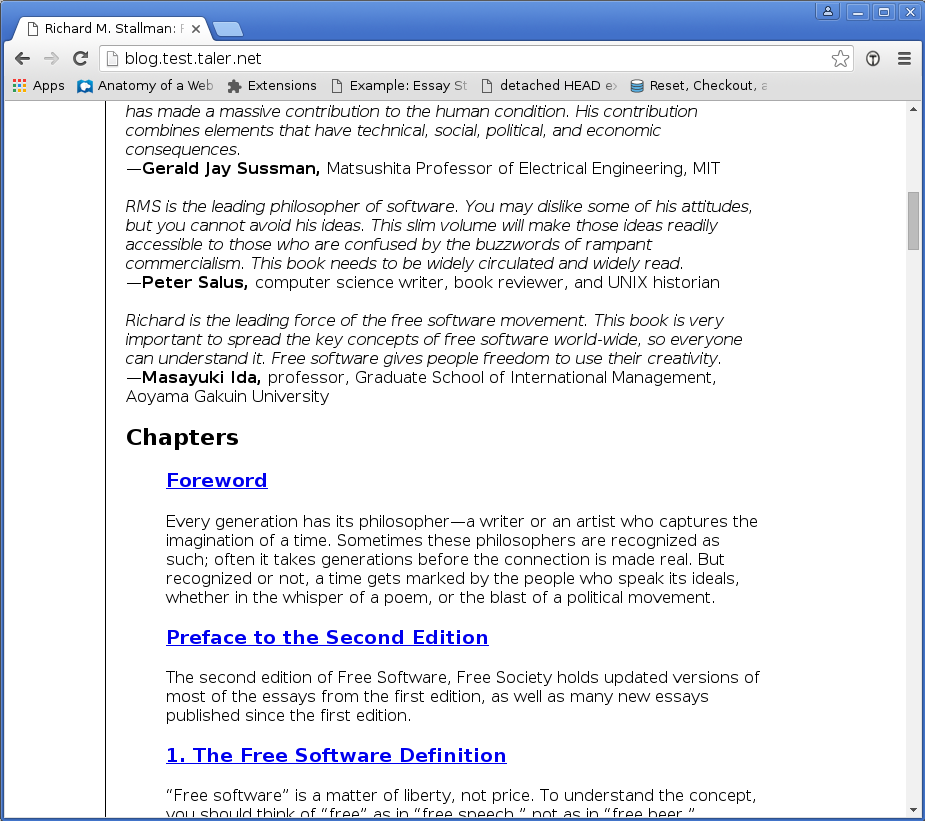 Richard M. Stallman:
blog.test.taler.net
Apps Anatomy of a Web Extensions Example: Essay St detached HEAD ex Reset, Checkout, a
has made a massive contribution to the human condition. His contribution
combines elements that have technical, social, political, and economic
consequences.
—Gerald Jay Sussman, Matsushita Professor of Electrical Engineering, MIT
RMS is the leading philosopher of software. You may dislike some of his attitudes,
but you cannot avoid his ideas. This slim volume will make those ideas readily
accessible to those who are confused by the buzzwords of rampant
commercialism. This book needs to be widely circulated and widely read.
—Peter Salus, computer science writer, book reviewer, and UNIX historian
Richard is the leading force of the free software movement. This book is very
important to spread the key concepts of free software world-wide, so everyone
can understand it. Free software gives people freedom to use their creativity.
—Masayuki Ida, professor, Graduate School of International Management,
Aoyama Gakuin University
Chapters
Foreword
Every generation has its philosopher—a writer or an artist who captures the
imagination of a time. Sometimes these philosophers are recognized as
such; often it takes generations before the connection is made real. But
recognized or not, a time gets marked by the people who speak its ideals,
whether in the whisper of a poem, or the blast of a political movement.
Preface to the Second Edition
The second edition of Free Software, Free Society holds updated versions of
most of the essays from the first edition, as well as many new essays
published since the first edition.
1. The Free Software Definition
“Free software” is a matter of liberty, not price. To understand the concept,
you should think of “free” as in “free speech,” not as in “free beer.”